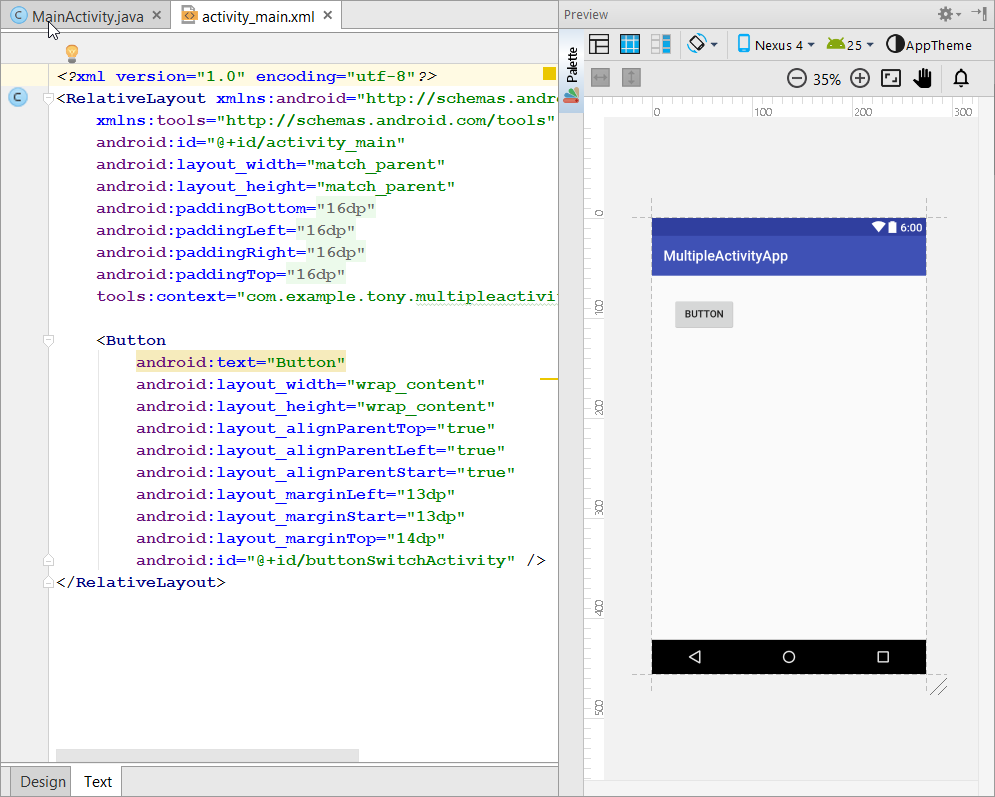 MainActivity.java
activity_main.xml
Preview
<?xml version="1.0" encoding="utf-8"?>
<RelativeLayout xmlns:android="http://schemas.andro
    xmlns:tools="http://schemas.android.com/tools"
    android:id="@+id/activity_main"
    android:layout_width="match_parent"
    android:layout_height="match_parent"
    android:paddingBottom="16dp"
    android:paddingLeft="16dp"
    android:paddingRight="16dp"
    android:paddingTop="16dp"
    tools:context="com.example.tony.multipleactivi
    <Button
        android:text="Button"
        android:layout_width="wrap_content"
        android:layout_height="wrap_content"
        android:layout_alignParentTop="true"
        android:layout_alignParentLeft="true"
        android:layout_alignParentStart="true"
        android:layout_marginLeft="13dp"
        android:layout_marginStart="13dp"
        android:layout_marginTop="14dp"
        android:id="@+id/buttonSwitchActivity" />
</RelativeLayout>
Design
Text
Palette
Nexus 4
25
AppTheme
35%
0
100
200
300
0
100
200
300
400
500
6:00
MultipleActivityApp
BUTTON